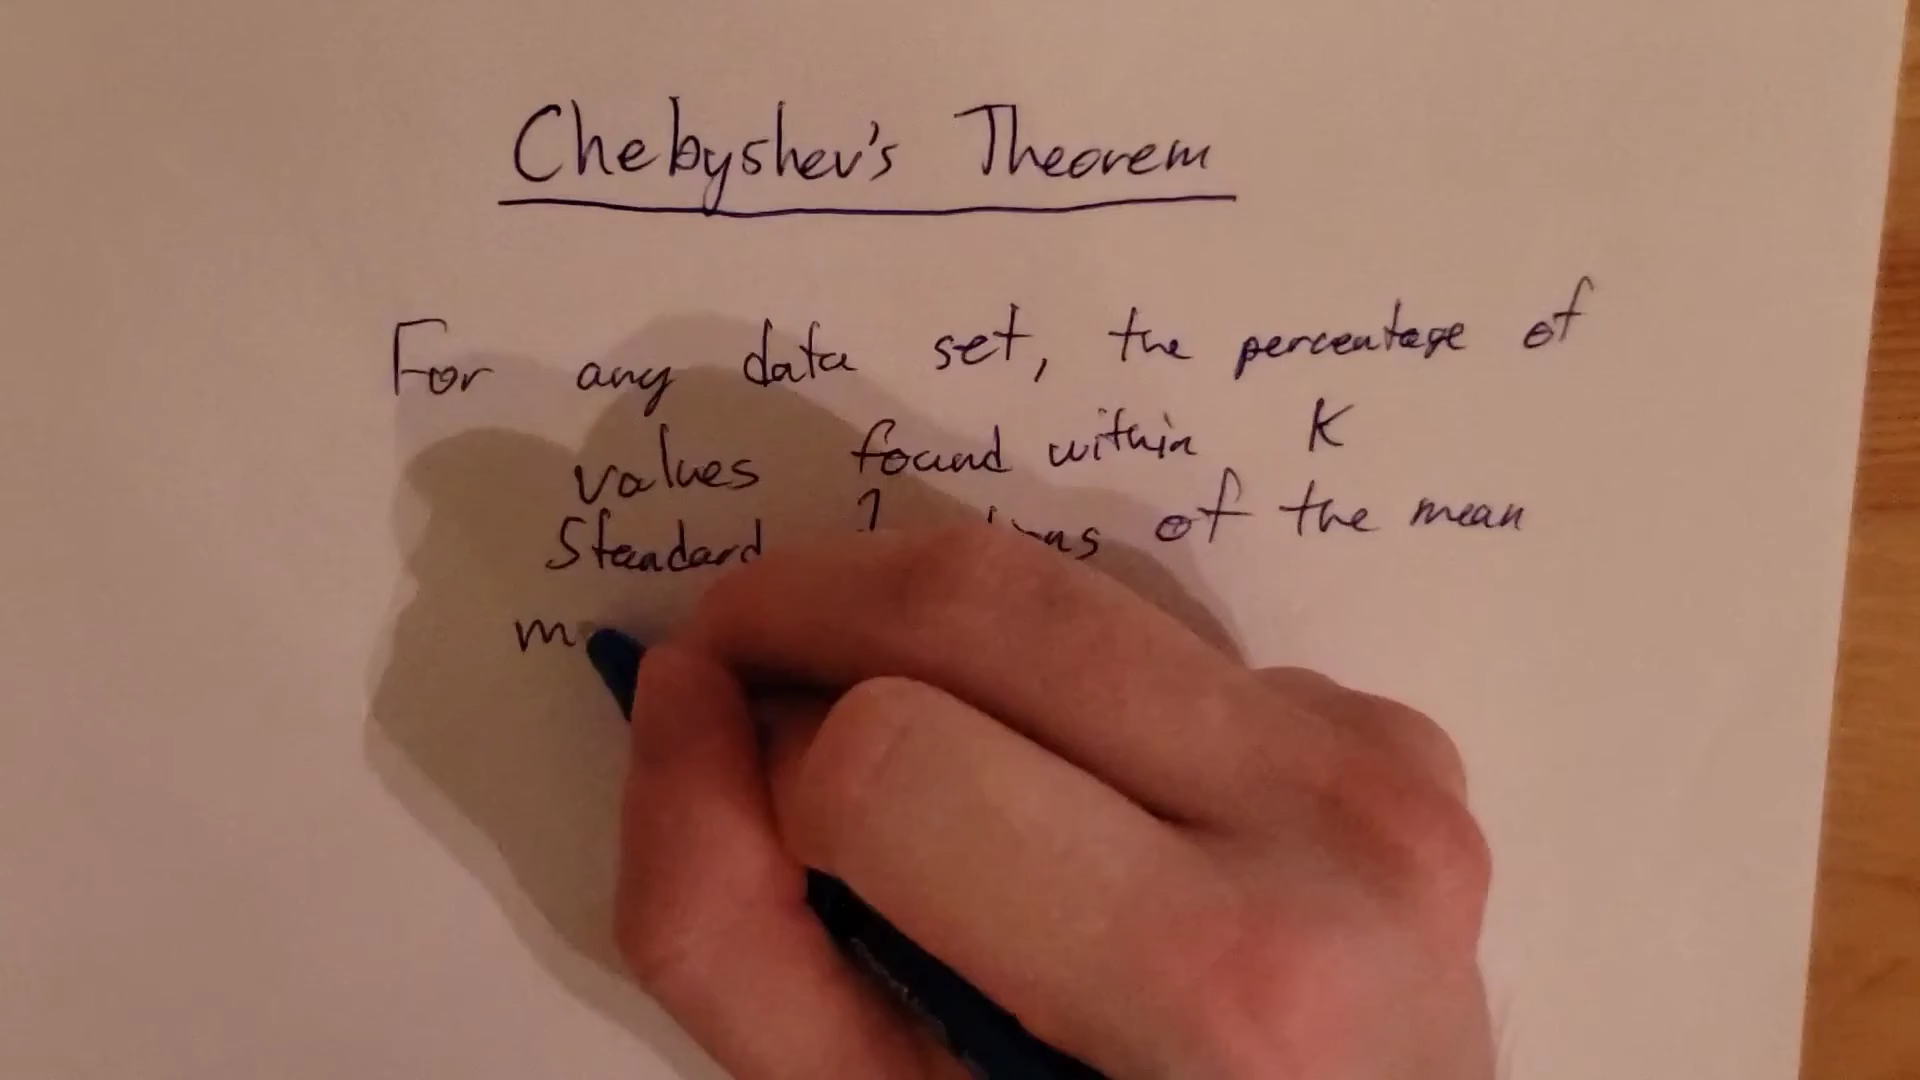 Chebyshev's Theorem
For any data set, the percentage of
values found within K
Standard of the mean